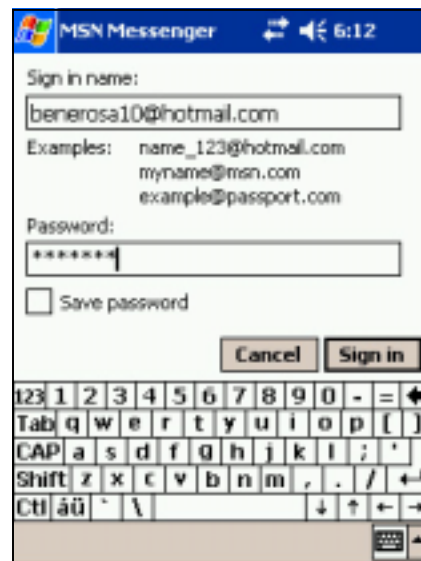 MSN Messenger 6:12
Sign in name:
benerosa10@hotmail.com
Examples: name_123@hotmail.com
myname@msn.com
example@passport.com
Password:
*******
Save password
Cancel Sign in
123 1 2 3 4 5 6 7 8 9 0 - =
Tab q w e r t y u i o p [ ]
CAP a s d f g h j k l ; '
Shift z x c v b n m , . /
Ctl áü ` \